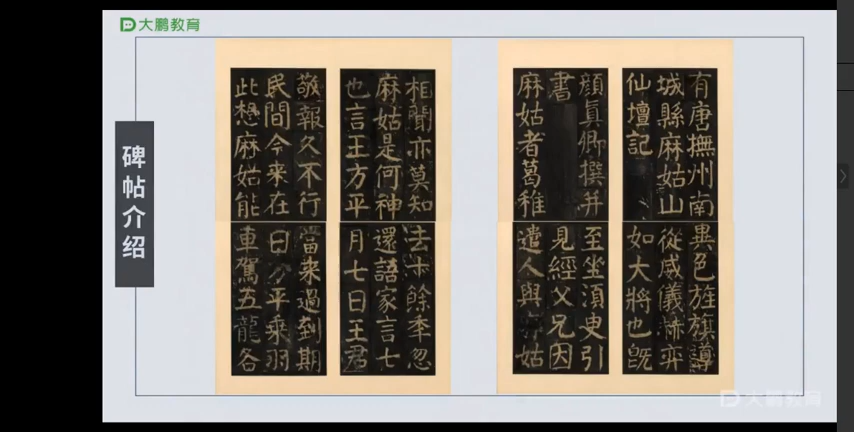 大鹏教育
碑帖介绍
有唐撫州南
城縣麻姑山
仙壇記
顏真卿撰并
書
麻姑者葛稚
去十餘年忽
還語家言七
月七日王君
當来過到期
日方平乘羽
車駕五龍各
異色旌旗導
從威儀赫弈
如大將也既
至坐須臾引
見經父兄因
遣人與麻姑
相聞亦莫知
麻姑是何神
也言王方平
敬報久不行
民間今来在
此想麻姑能
大鹏教育